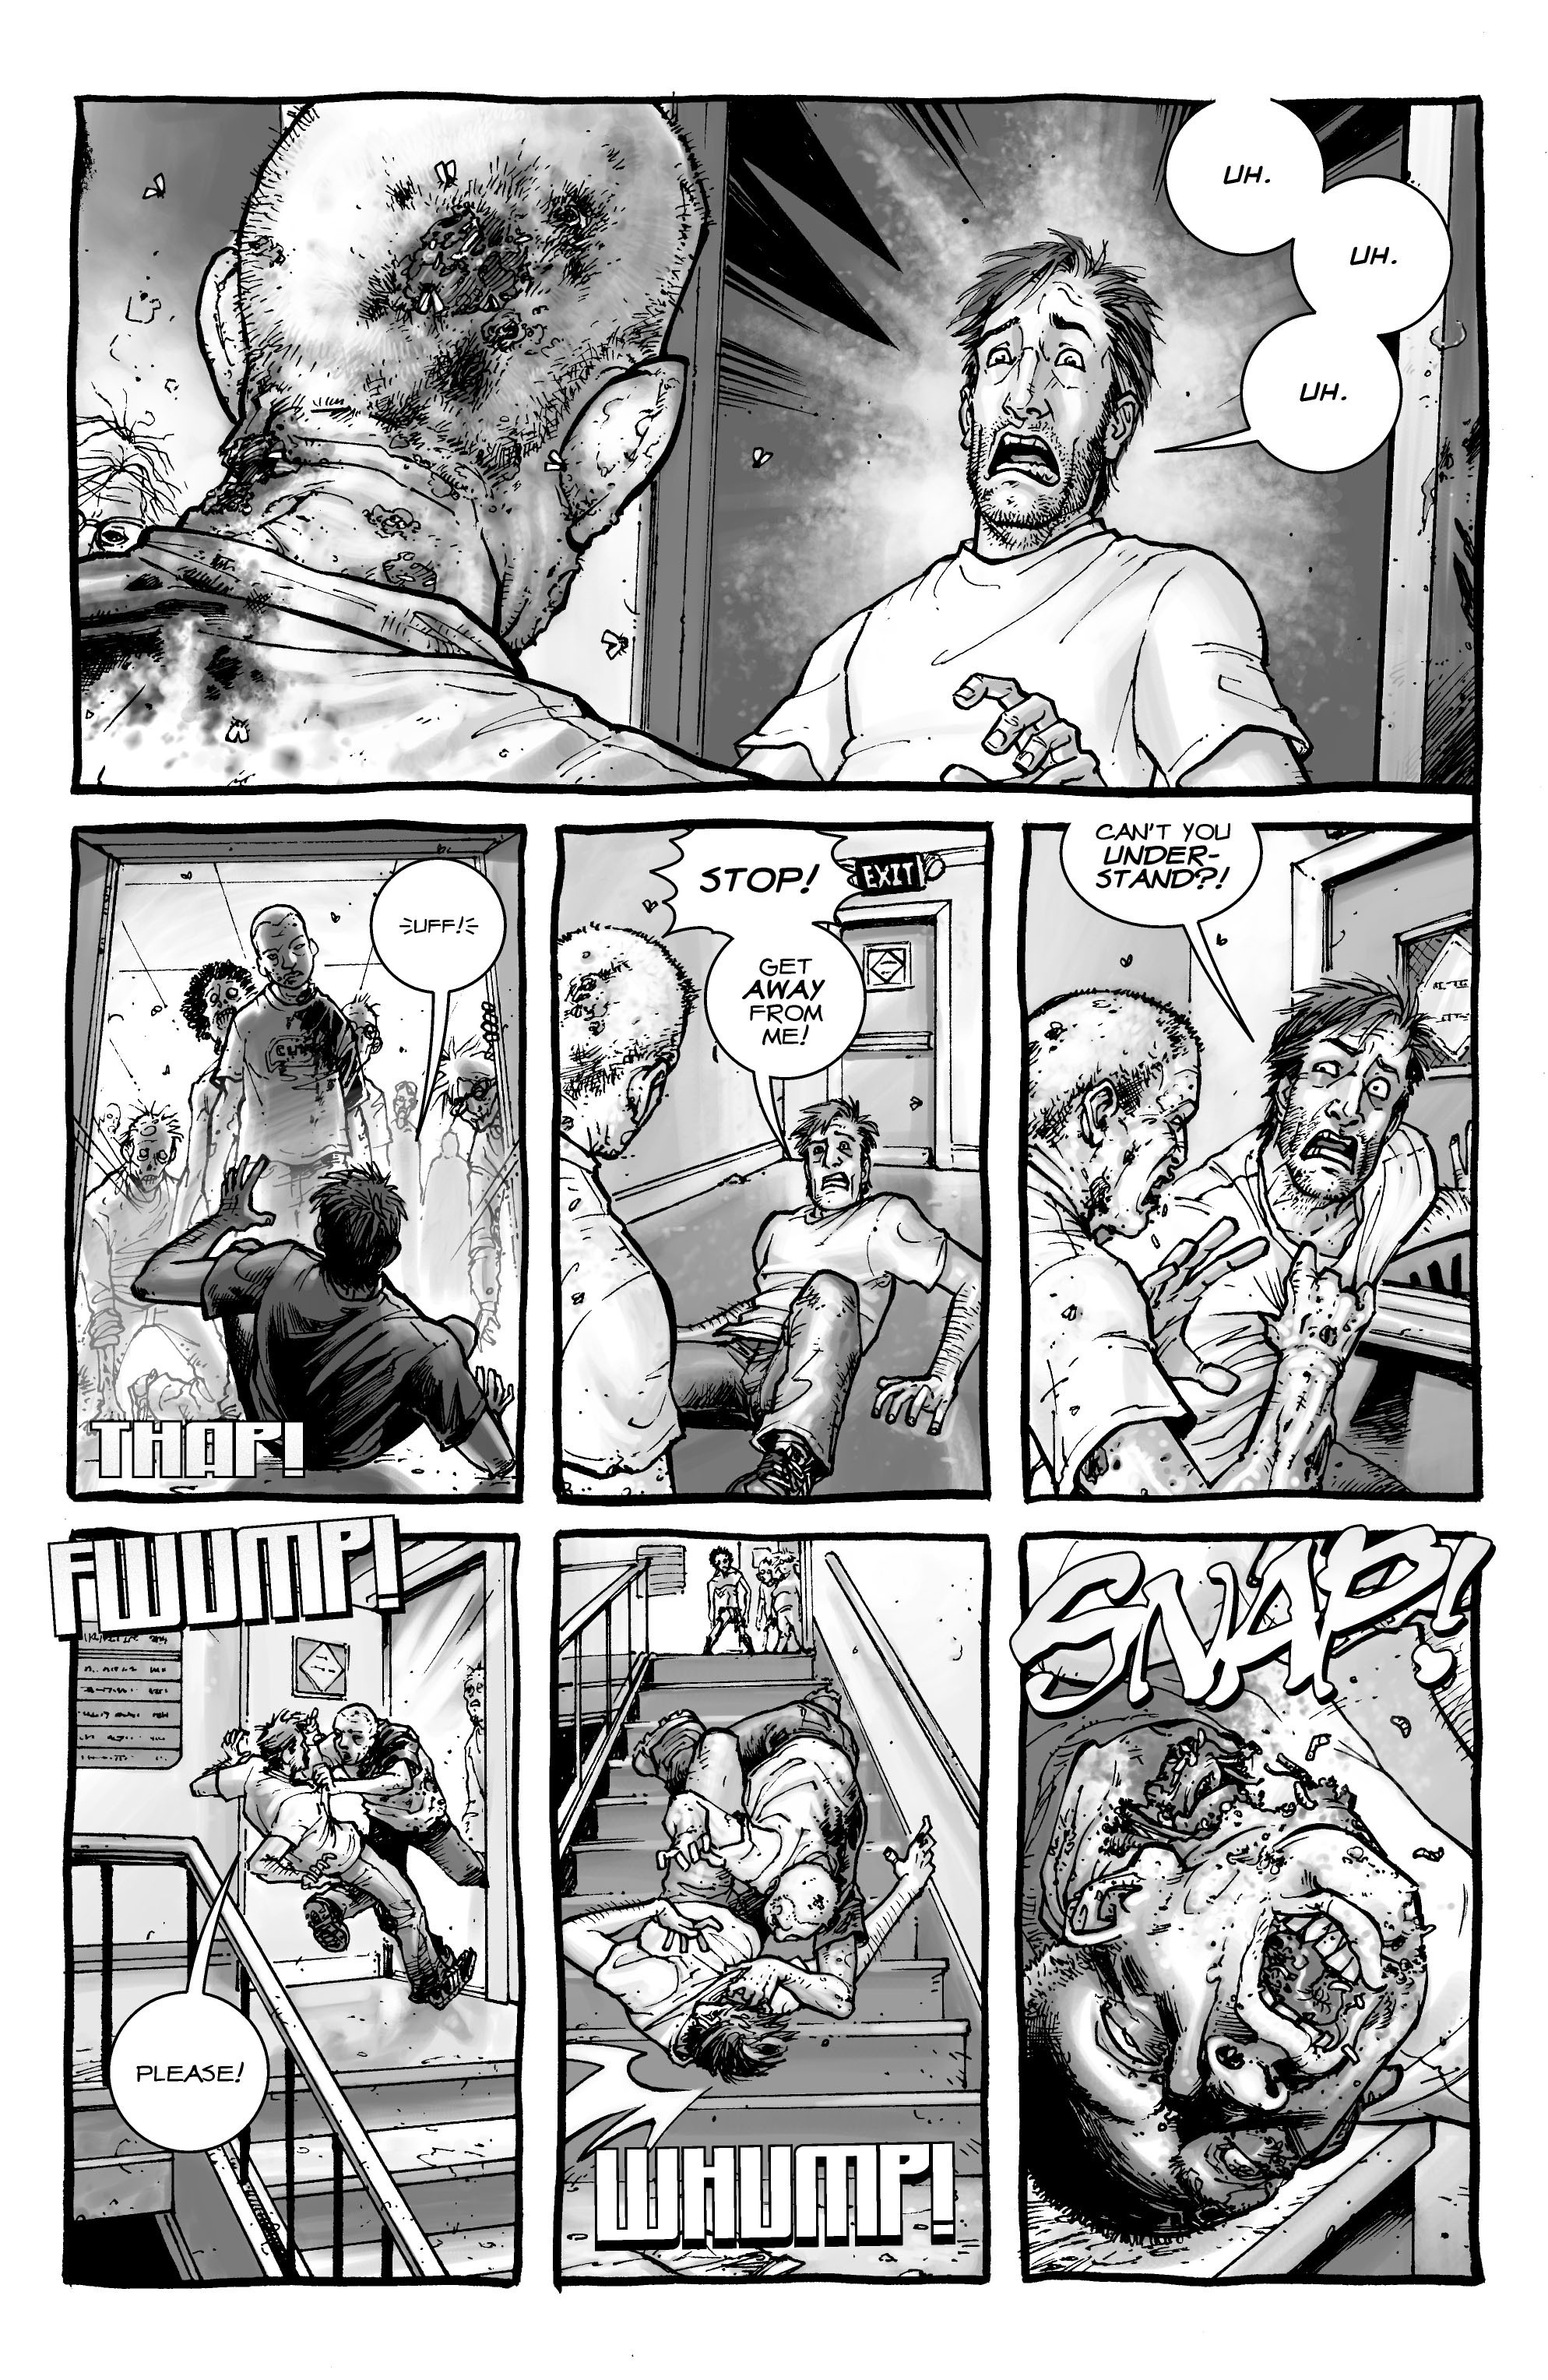 UH.
UH.
UH.
UFF!
THAP!
STOP!
EXIT
GET
AWAY
FROM
ME!
CAN'T YOU
UNDER-
STAND?!
FWUMP!
PLEASE!
WHUMP!
SNAP!